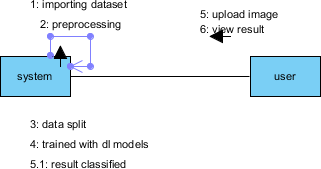 1: importing dataset
2: preprocessing
5: upload image
6: view result
system
user
3: data split
4: trained with dl models
5.1: result classified